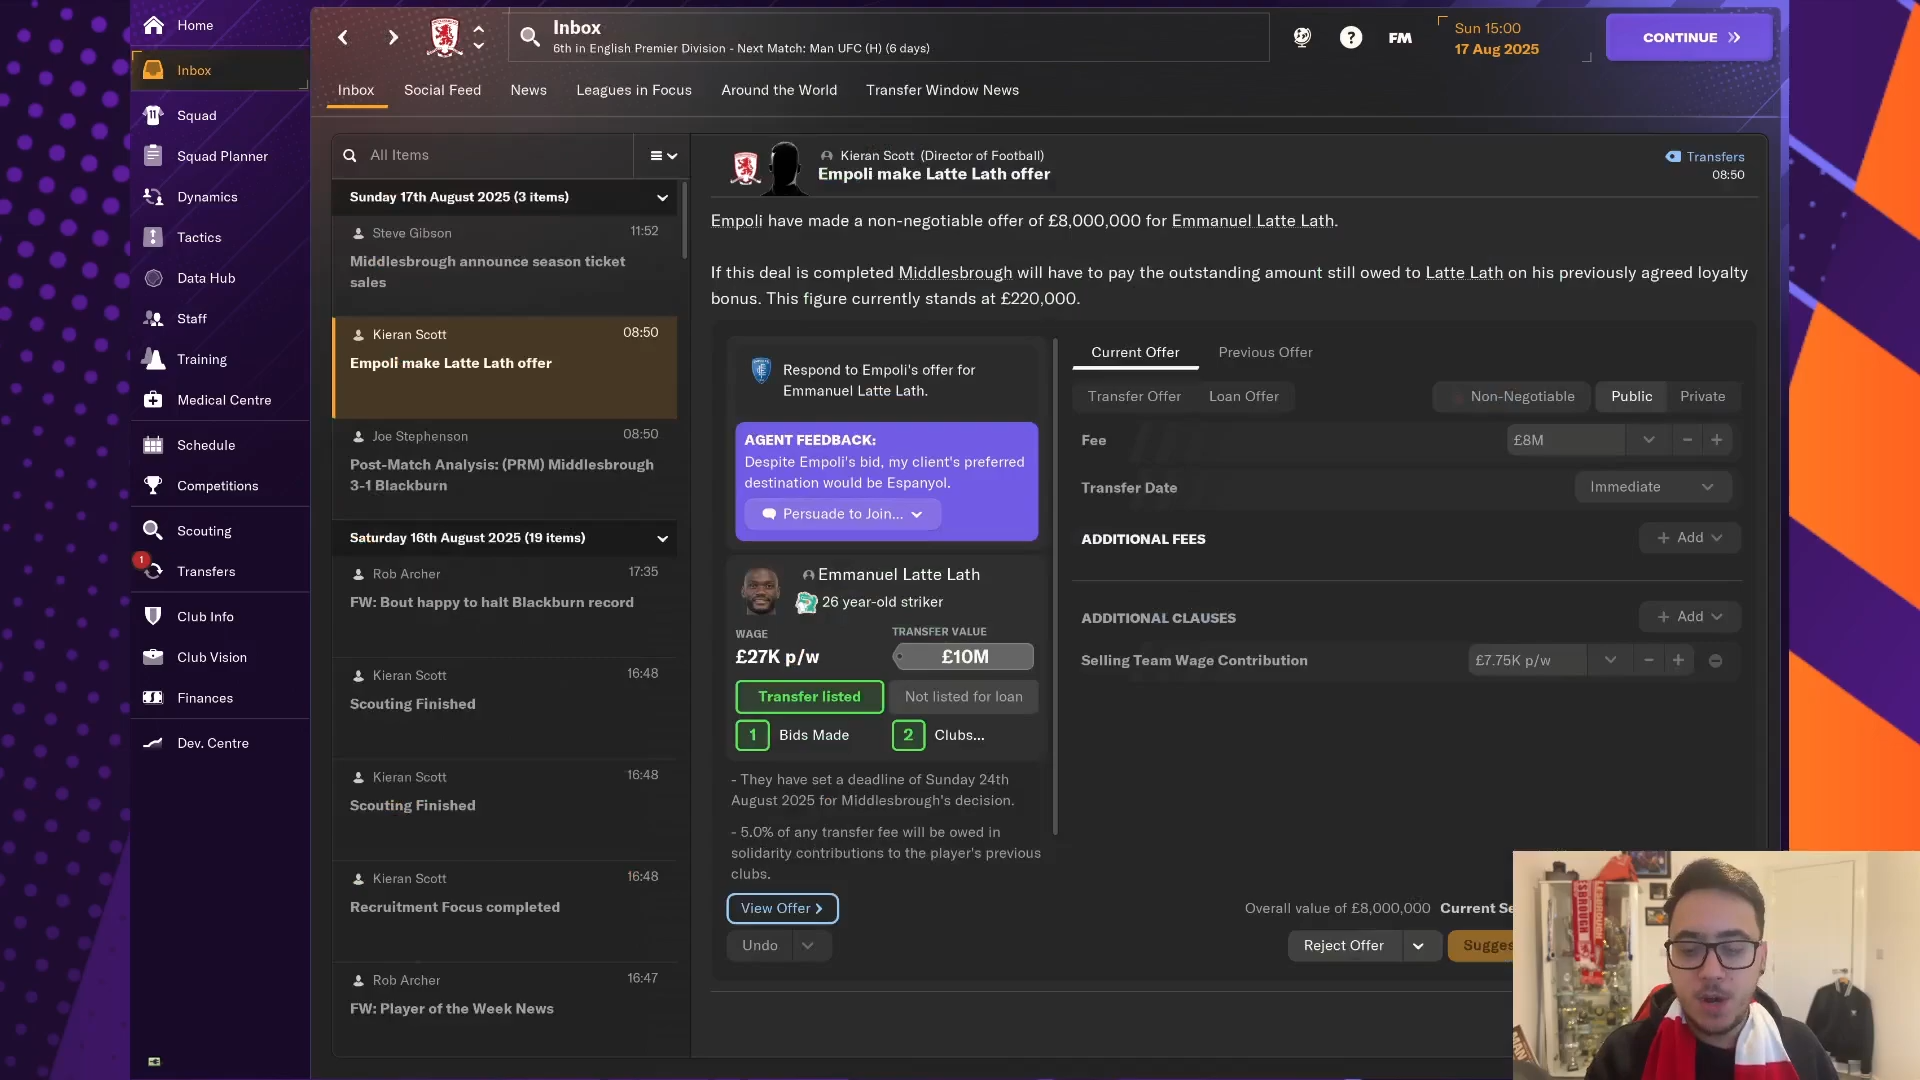 Home
Inbox
Squad
Squad Planner
Dynamics
Tactics
Data Hub
Staff
Training
Medical Centre
Schedule
Competitions
Scouting
1
Transfers
Club Info
Club Vision
Finances
Dev. Centre
Inbox
6th in English Premier Division - Next Match: Man UFC (H) (6 days)
?
FM
Sun 15:00
17 Aug 2025
CONTINUE
Inbox Social Feed News Leagues in Focus Around the World Transfer Window News
All Items
Sunday 17th August 2025 (3 items)
Steve Gibson 11:52
Middlesbrough announce season ticket
sales
Kieran Scott 08:50
Empoli make Latte Lath offer
Joe Stephenson 08:50
Post-Match Analysis: (PRM) Middlesbrough
3-1 Blackburn
Saturday 16th August 2025 (19 items)
Rob Archer 17:35
FW: Bout happy to halt Blackburn record
Kieran Scott 16:48
Scouting Finished
Kieran Scott 16:48
Scouting Finished
Kieran Scott 16:48
Recruitment Focus completed
Rob Archer 16:47
FW: Player of the Week News
Kieran Scott (Director of Football)
Empoli make Latte Lath offer
Transfers
08:50
Empoli have made a non-negotiable offer of £8,000,000 for Emmanuel Latte Lath.
If this deal is completed Middlesbrough will have to pay the outstanding amount still owed to Latte Lath on his previously agreed loyalty
bonus. This figure currently stands at £220,000.
Respond to Empoli's offer for
Emmanuel Latte Lath.
AGENT FEEDBACK:
Despite Empoli's bid, my client's preferred
destination would be Espanyol.
Persuade to Join...
Emmanuel Latte Lath
26 year-old striker
WAGE TRANSFER VALUE
£27K p/w £10M
Transfer listed Not listed for loan
1 Bids Made 2 Clubs...
- They have set a deadline of Sunday 24th
August 2025 for Middlesbrough's decision.
- 5.0% of any transfer fee will be owed in
solidarity contributions to the player's previous
clubs.
View Offer
Undo
Current Offer Previous Offer
Transfer Offer Loan Offer Non-Negotiable Public Private
Fee £8M
Transfer Date Immediate
ADDITIONAL FEES + Add
ADDITIONAL CLAUSES + Add
Selling Team Wage Contribution £7.75K p/w
Overall value of £8,000,000 Current Se
Reject Offer Sugges